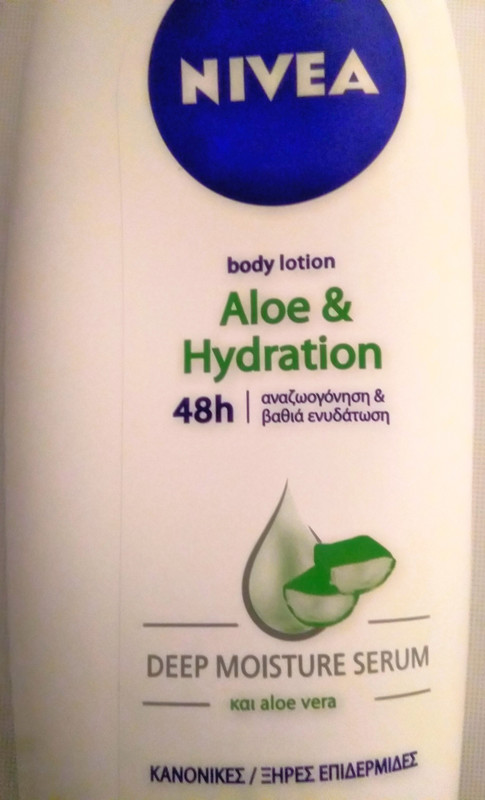 NIVEA
body lotion
Aloe &
Hydration
48h | αναζωογόνηση &
βαθιά ενυδάτωση
DEEP MOISTURE SERUM
και aloe vera
ΚΑΝΟΝΙΚΕΣ / ΞΗΡΕΣ ΕΠΙΔΕΡΜΙΔΕΣ